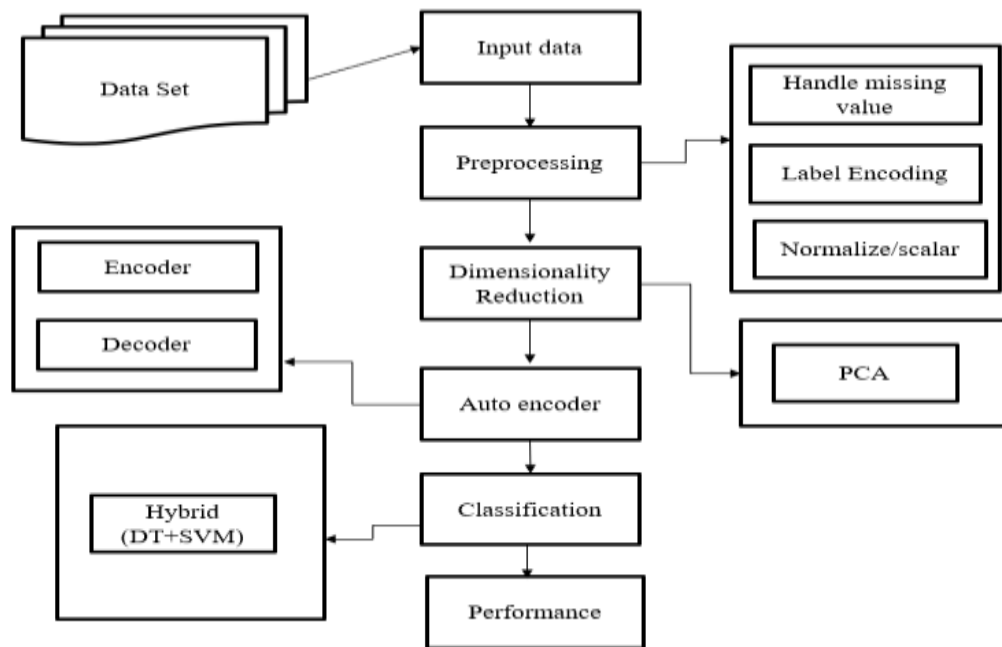 Data Set
Input data
Preprocessing
Handle missing
value
Label Encoding
Normalize/scalar
Dimensionality
Reduction
PCA
Encoder
Decoder
Auto encoder
Classification
Hybrid
(DT+SVM)
Performance